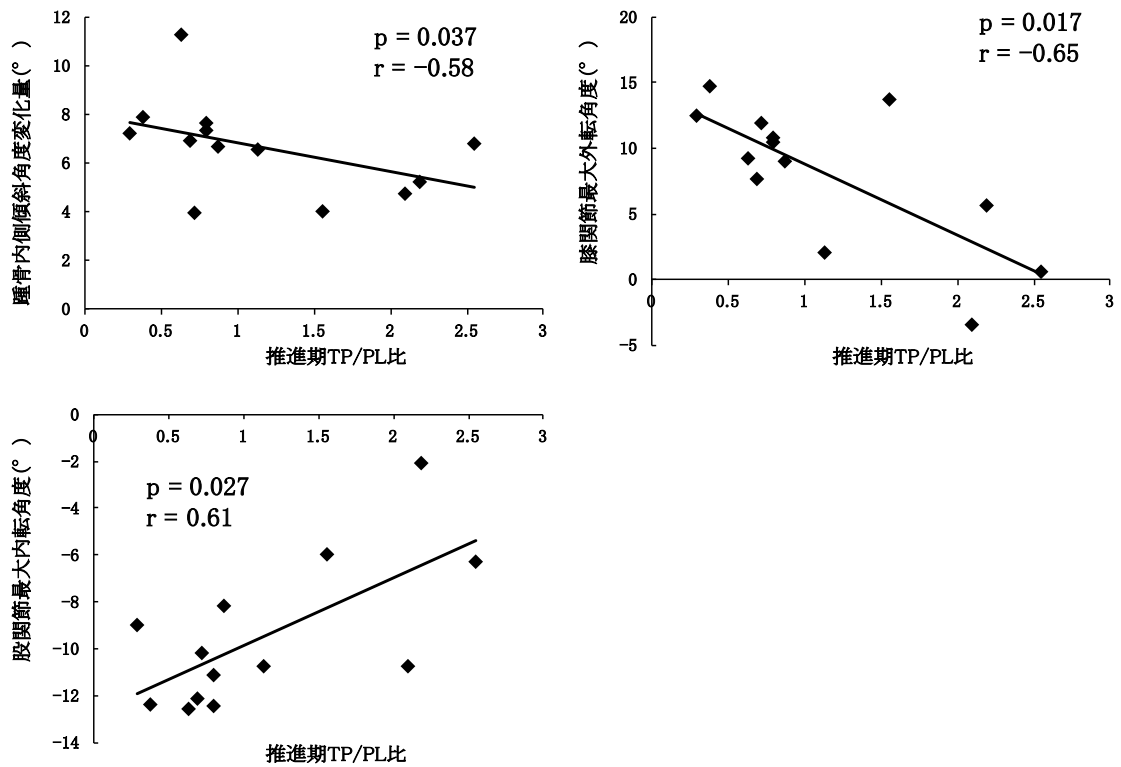 踵骨内側傾斜角度変化量(°)
12
10
8
6
4
2
0
p = 0.037
r = -0.58
0 0.5 1 1.5 2 2.5 3
推進期TP/PL比
膝関節最大外転角度(°)
20
15
10
5
0
-5
p = 0.017
r = -0.65
0 0.5 1 1.5 2 2.5 3
推進期TP/PL比
股関節最大内転角度(°)
0
-2
-4
-6
-8
-10
-12
-14
0 0.5 1 1.5 2 2.5 3
p = 0.027
r = 0.61
推進期TP/PL比